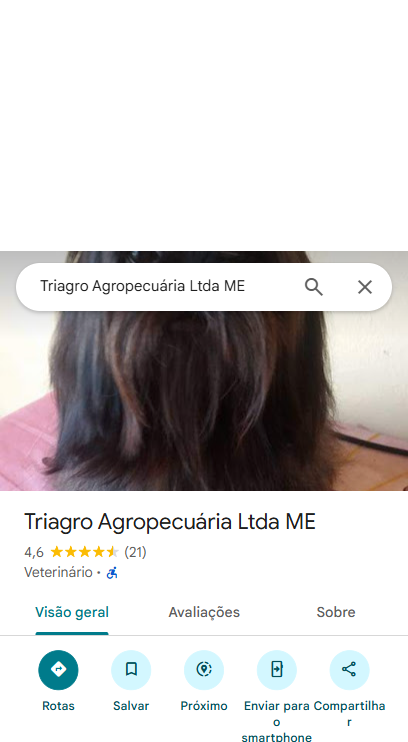 Triagro Agropecuária Ltda ME
Triagro Agropecuária Ltda ME
4,6 (21)
Veterinário ·
Visão geral Avaliações Sobre
Rotas Salvar Próximo Enviar para o smartphone Compartilhar